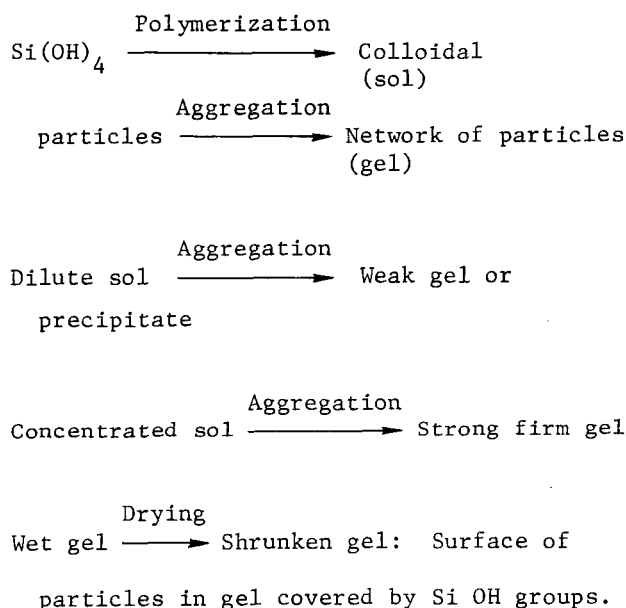 Polymerization
Si(OH)4 Colloidal
(sol)
Aggregation
particles Network of particles
(gel)
Aggregation
Dilute sol Weak gel or
precipitate
Aggregation
Concentrated sol Strong firm gel
Drying
Wet gel Shrunken gel: Surface of
particles in gel covered by Si OH groups.